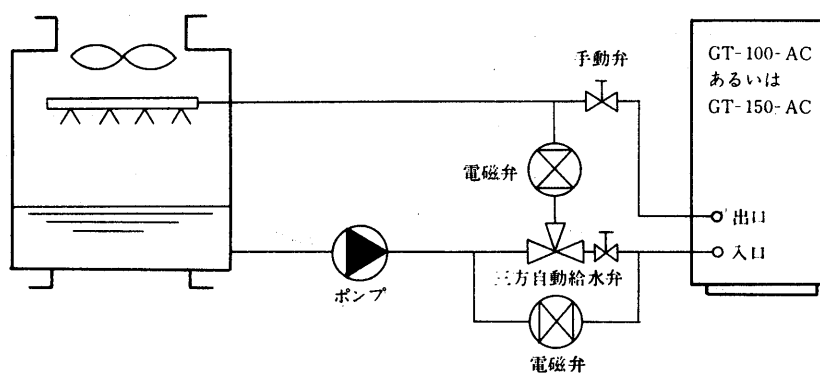 手動弁
GT-100-AC
あるいは
GT-150-AC
電磁弁
出口
入口
三方自動給水弁
ポンプ
電磁弁